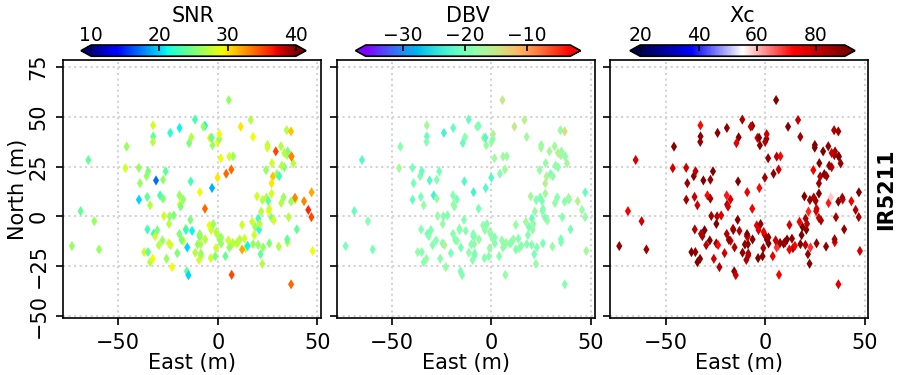 SNR
DBV
Xc
10 20 30 40
−30 −20 −10
20 40 60 80
75
50
25
0
−25
−50
North (m)
IR5211
−50 0 50
−50 0 50
−50 0 50
East (m)
East (m)
East (m)